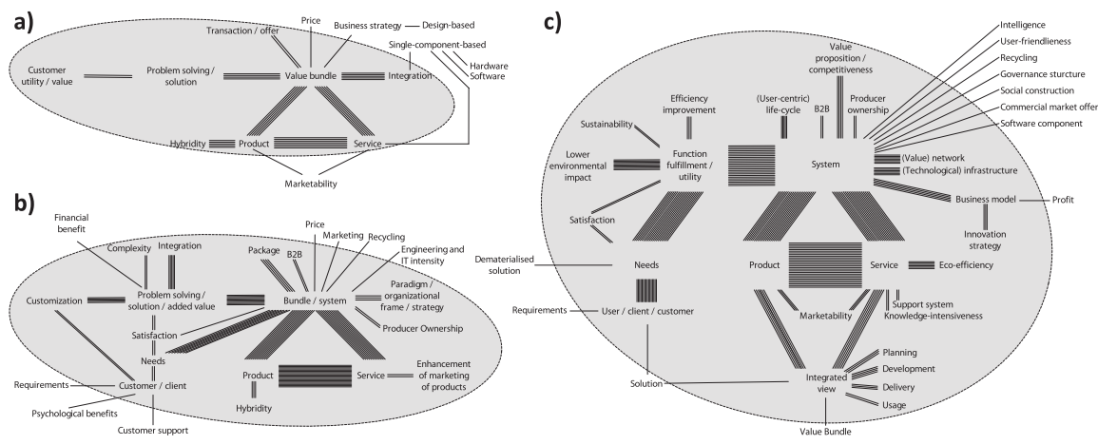 a)
Price
Transaction / offer
Business strategy
Design-based
Single-component-based
Hardware
Software
Customer
utility / value
Problem solving /
solution
Value bundle
Integration
Hybridity
Product
Service
Marketability
b)
Financial
benefit
Complexity
Integration
Package
B2B
Price
Marketing
Recycling
Engineering and
IT intensity
Customization
Problem solving /
solution / added value
Bundle / system
Paradigm /
organizational
frame / strategy
Satisfaction
Producer Ownership
Needs
Product
Service
Enhancement
of marketing
of products
Requirements
Customer / client
Hybridity
Psychological benefits
Customer support
c)
Intelligence
User-friendlieness
Recycling
Governance sturcture
Social construction
Commercial market offer
Software component
Value
proposition /
competitiveness
Efficiency
improvement
(User-centric)
life-cycle
B2B
Producer
ownership
Sustainability
Lower
environmental
impact
Function
fulfillment /
utility
System
(Value) network
(Technological) infrastructure
Business model
Profit
Satisfaction
Innovation
strategy
Dematerialised
solution
Needs
Product
Service
Eco-efficiency
Requirements
User / client / customer
Marketability
Support system
Knowledge-intensiveness
Solution
Integrated
view
Planning
Development
Delivery
Usage
Value Bundle